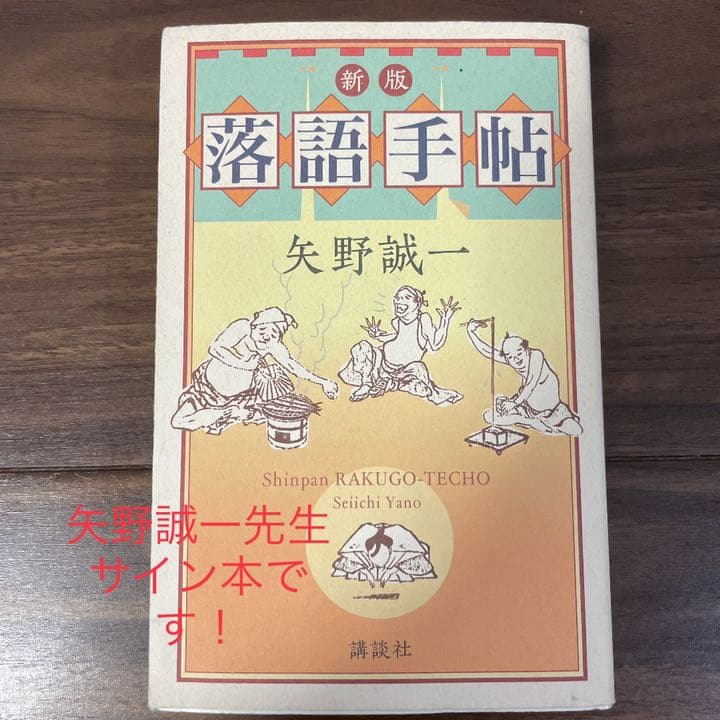 新版
落語手帖
矢野誠一
Shinpan RAKUGO-TECHO
Seiichi Yano
矢野誠一先生
サイン本で
す！
講談社